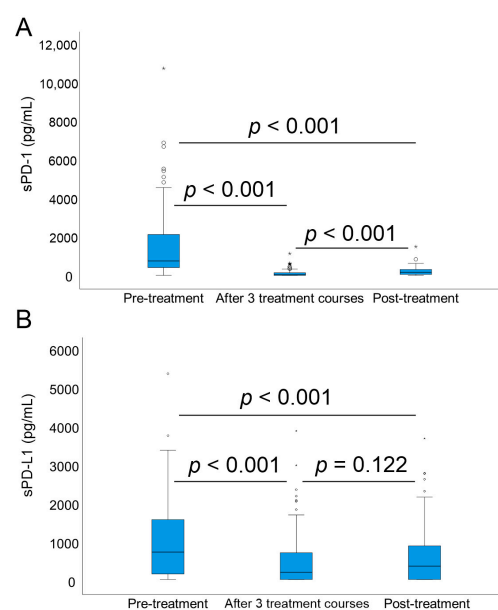 A
12,000
10,000
8000
6000
4000
2000
0
sPD-1 (pg/mL)
p < 0.001
p < 0.001
p < 0.001
Pre-treatment After 3 treatment courses Post-treatment
B
6000
5000
4000
3000
2000
1000
0
sPD-L1 (pg/mL)
p < 0.001
p < 0.001 p = 0.122
Pre-treatment After 3 treatment courses Post-treatment